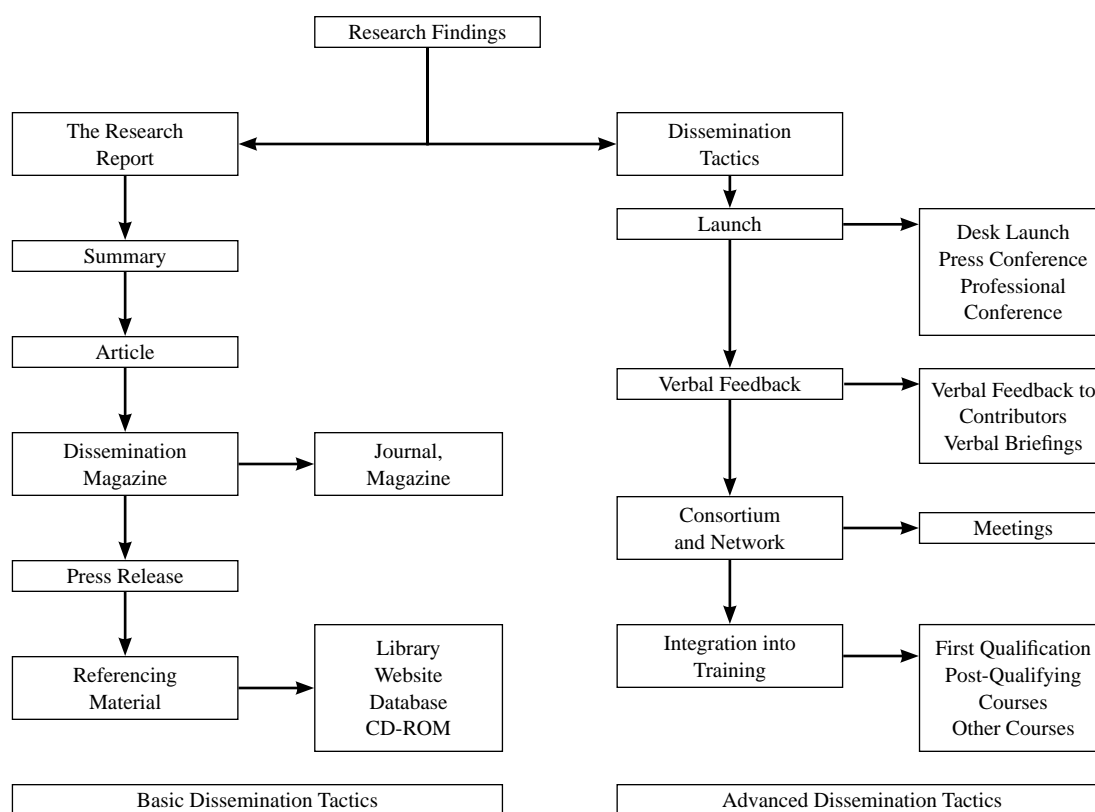 Research Findings
The Research
Report
Summary
Article
Dissemination
Magazine
Journal,
Magazine
Press Release
Referencing
Material
Library
Website
Database
CD-ROM
Basic Dissemination Tactics
Dissemination
Tactics
Launch
Desk Launch
Press Conference
Professional
Conference
Verbal Feedback
Verbal Feedback to
Contributors
Verbal Briefings
Consortium
and Network
Meetings
Integration into
Training
First Qualification
Post-Qualifying
Courses
Other Courses
Advanced Dissemination Tactics